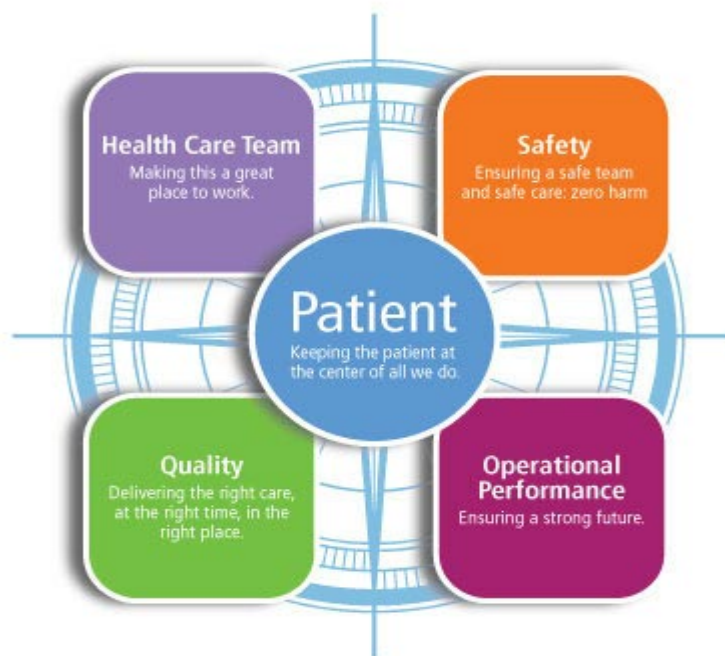 Health Care Team
Making this a great
place to work.
Safety
Ensuring a safe team
and safe care: zero harm
Patient
Keeping the patient at
the center of all we do.
Quality
Delivering the right care,
at the right time, in the
right place.
Operational
Performance
Ensuring a strong future.